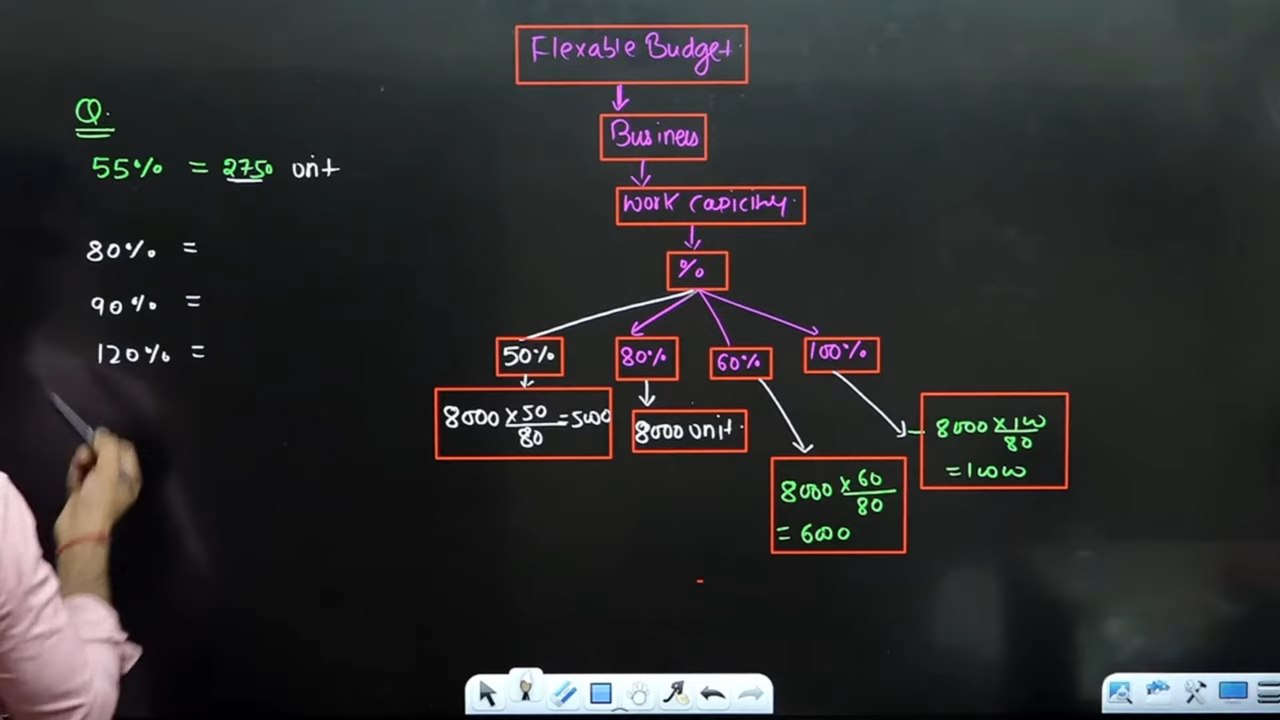 Flexable Budget
Business
Work Capicity
%
50%
80%
60%
100%
8000 × 50/80 = 5000
8000 unit
8000 × 60/80
= 6000
8000 × 100/80
= 10000
Q.
55% = 2750 unit
80% =
90% =
120% =